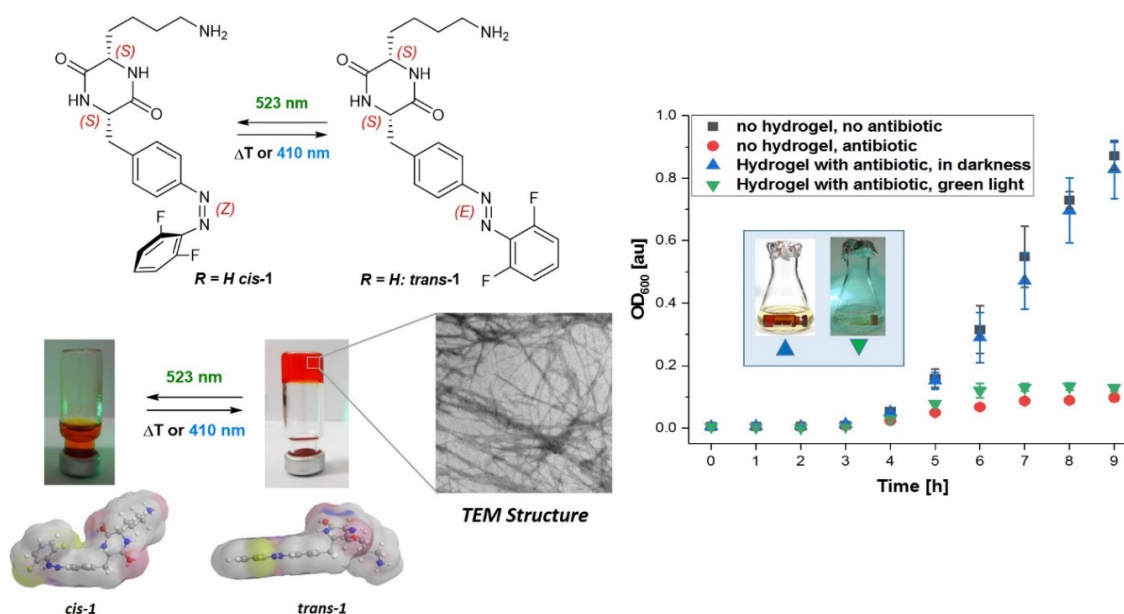 NH₂
NH₂
(S)
(S)
O
NH
O
NH
HN
O
HN
O
(S)
(S)
523 nm
ΔT or 410 nm
N
N
(Z)
(E)
N
N
F
F
F
F
R = H cis-1
R = H: trans-1
523 nm
ΔT or 410 nm
TEM Structure
cis-1
trans-1
no hydrogel, no antibiotic
no hydrogel, antibiotic
Hydrogel with antibiotic, in darkness
Hydrogel with antibiotic, green light
OD₆₀₀ [au]
1.0
0.8
0.6
0.4
0.2
0.0
0 1 2 3 4 5 6 7 8 9
Time [h]